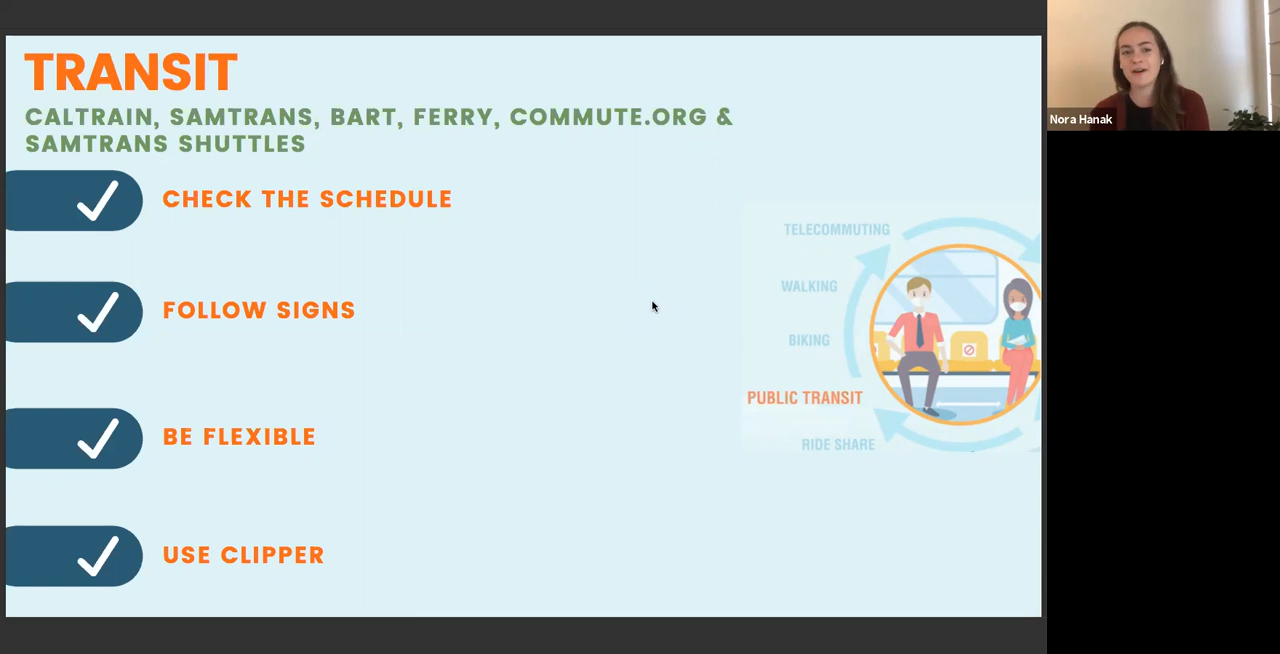 TRANSIT
CALTRAIN, SAMTRANS, BART, FERRY, COMMUTE.ORG &
SAMTRANS SHUTTLES
CHECK THE SCHEDULE
FOLLOW SIGNS
BE FLEXIBLE
USE CLIPPER
TELECOMMUTING
WALKING
BIKING
PUBLIC TRANSIT
RIDE SHARE
Nora Hanak